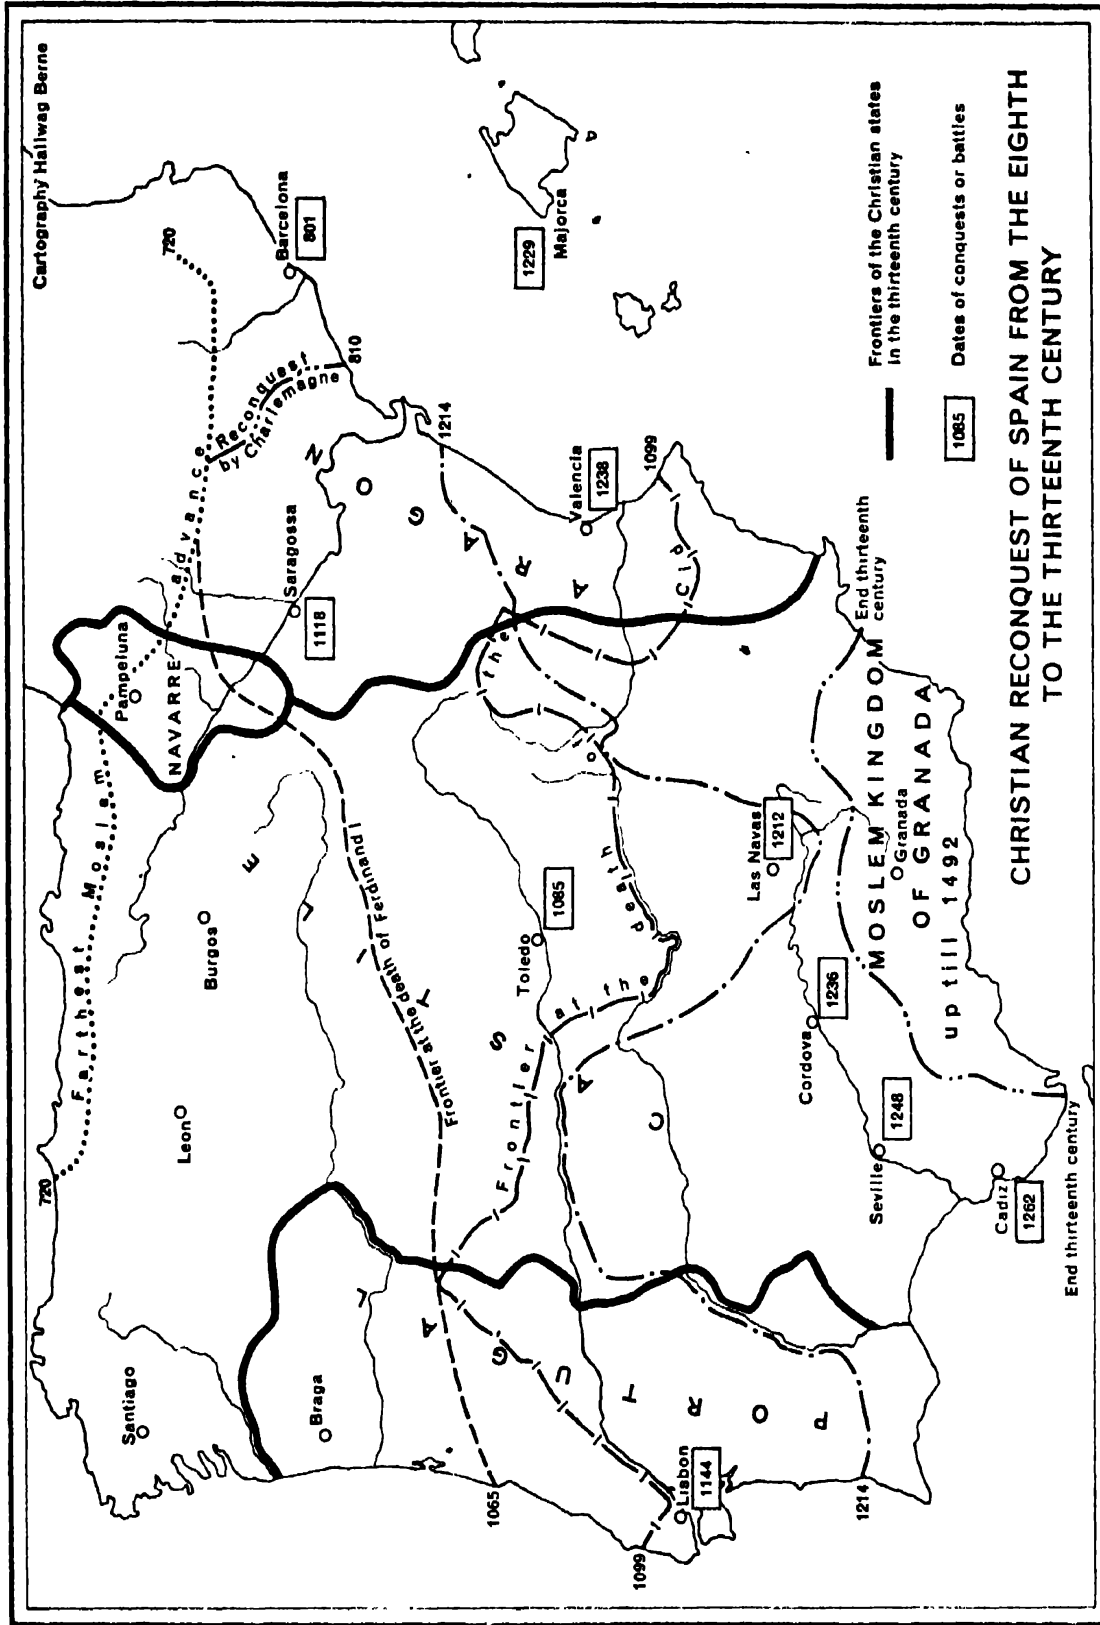 Cartography Hallwag Berne
720
Farthest Moslem advance
720
Santiago
Leon
Burgos
Pampeluna
NAVARRE
Reconquest
by Charlemagne
810
Barcelona
801
Braga
Saragossa
1118
Frontier at the death of Ferdinand I
1065
ARAGON
1214
1229
Majorca
CASTILE
PORTUGAL
Toledo
1085
Valencia
1238
1099
Frontier at the death of the Cid
1099
Lisbon
1144
Las Navas
1212
1214
Cordova
1236
Seville
1248
Cadiz
1262
End thirteenth
century
MOSLEM KINGDOM
Granada
OF GRANADA
up till 1492
End thirteenth century
Frontiers of the Christian states
in the thirteenth century
1085
Dates of conquests or battles
CHRISTIAN RECONQUEST OF SPAIN FROM THE EIGHTH
TO THE THIRTEENTH CENTURY